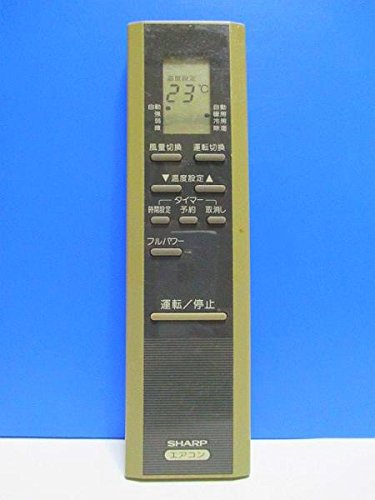 温度設定
23℃
自動 自動
強 暖房
弱 冷房
微 除湿
風量切換 運転切換
▼温度設定▲
タイマー
時間設定 予約 取消し
フルパワー
運転／停止
SHARP
エアコン